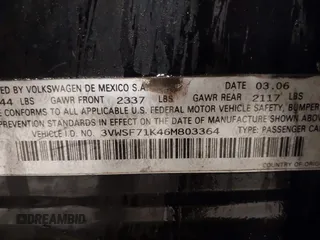 ED BY VOLKSWAGEN DE MEXICO S.A. 03.06
44 LBS GAWR FRONT 2337 LBS GAWR REAR 2117 LBS
CONFORMS TO ALL APPLICABLE U.S. FEDERAL MOTOR VEHICLE SAFETY, BUMPER
PREVENTION STANDARDS IN EFFECT ON THE DATE OF MANUFACTURE SHOWN ABOVE
VEHICLE I.D. NO.: 3VWSF71K46M803364 TYPE: PASSENGER CA
COUNTRY OF ORIG
DREAMBID